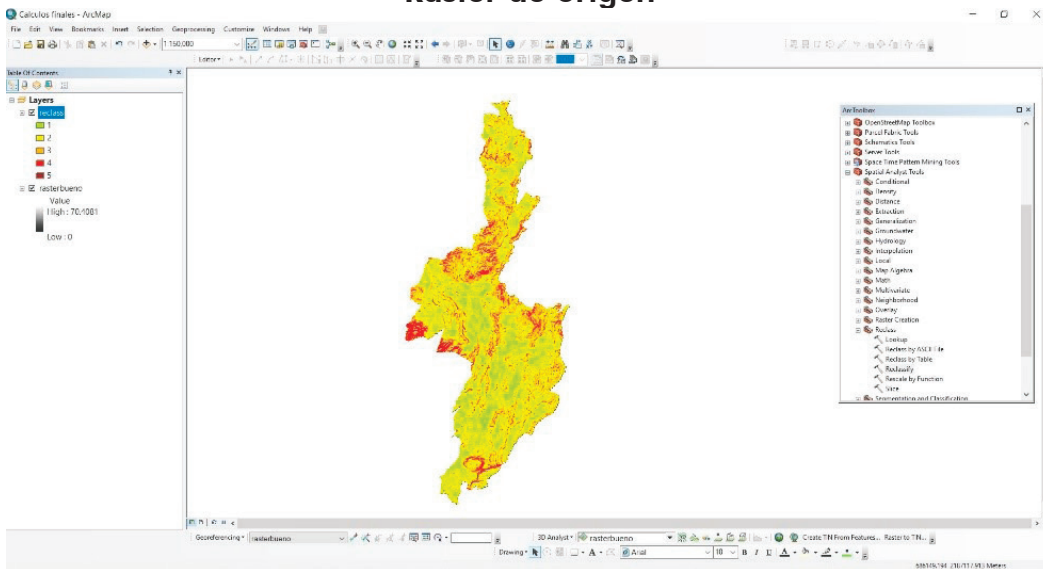 Raster de origen
Calculos finales - ArcMap
File Edit View Bookmarks Insert Selection Geoprocessing Customize Windows Help
1:150,000
Editor
Table Of Contents
Layers
reclass
1
2
3
4
5
rasterbueno
Value
High : 70.4081
Low : 0
ArcToolbox
OpenStreetMap Toolbox
Parcel Fabric Tools
Schematics Tools
Server Tools
Space Time Pattern Mining Tools
Spatial Analyst Tools
Conditional
Density
Distance
Extraction
Generalization
Groundwater
Hydrology
Interpolation
Local
Map Algebra
Math
Multivariate
Neighborhood
Overlay
Raster Creation
Reclass
Lookup
Reclass by ASCII File
Reclass by Table
Reclassify
Rescale by Function
Slice
Segmentation and Classification
Georeferencing rasterbueno 3D Analyst rasterbueno Create TIN From Features... Raster to TIN...
Drawing A Arial 10 B I U A
Meters